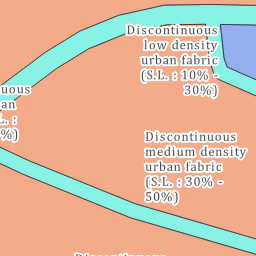 Discontinuous
low density
urban fabric
(S.L. : 10% -
30%)
Discontinuous
medium density
urban fabric
(S.L. : 30% -
50%)